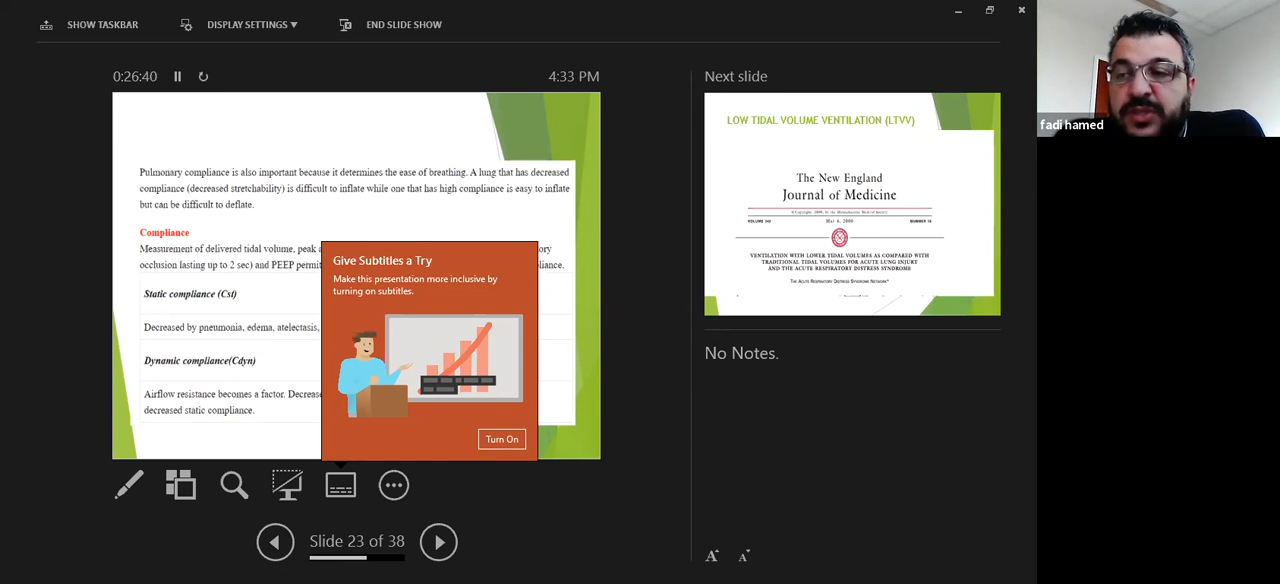 SHOW TASKBAR
DISPLAY SETTINGS ▼
END SLIDE SHOW
0:26:40
4:33 PM
Pulmonary compliance is also important because it determines the ease of breathing. A lung that has decreased
compliance (decreased stretchability) is difficult to inflate while one that has high compliance is easy to inflate
but can be difficult to deflate.
Compliance
Measurement of delivered tidal volume, peak
occlusion lasting up to 2 sec) and PEEP
Static compliance (Cst)
Decreased by pneumonia, edema, atelectasis,
Dynamic compliance(Cdyn)
Airflow resistance becomes a factor.
decreased static compliance.
Give Subtitles a Try
Make this presentation more inclusive by
turning on subtitles.
Turn On
Slide 23 of 38
Next slide
LOW TIDAL VOLUME VENTILATION (LTVV)
The New England
Journal of Medicine
VENTILATION WITH LOWER TIDAL VOLUMES AS COMPARED WITH
TRADITIONAL TIDAL VOLUMES FOR ACUTE LUNG INJURY
AND THE ACUTE RESPIRATORY DISTRESS SYNDROME
THE ACUTE RESPIRATORY DISTRESS SYNDROME NETWORK*
No Notes.
A A
fadi hamed